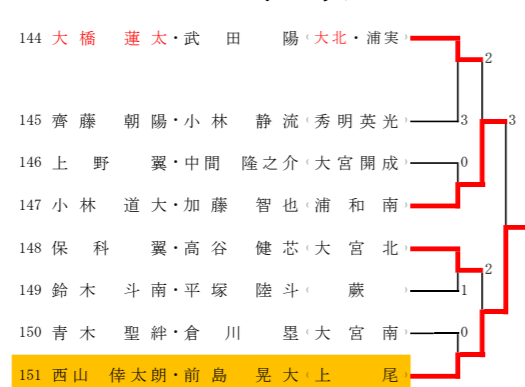 144 大橋 蓮太・武田 陽(大北・浦実)
2
145 齊藤 朝陽・小林 静流(秀明英光) 3
3
146 上野 翼・中間 隆之介(大宮開成) 0
147 小林 道大・加藤 智也(浦和南)
148 保科 翼・高谷 健芯(大宮北)
2
149 鈴木 斗南・平塚 陸斗(蕨) 1
150 青木 聖絆・倉川 塁(大宮南) 0
151 西山 倖太朗・前島 晃大(上尾)